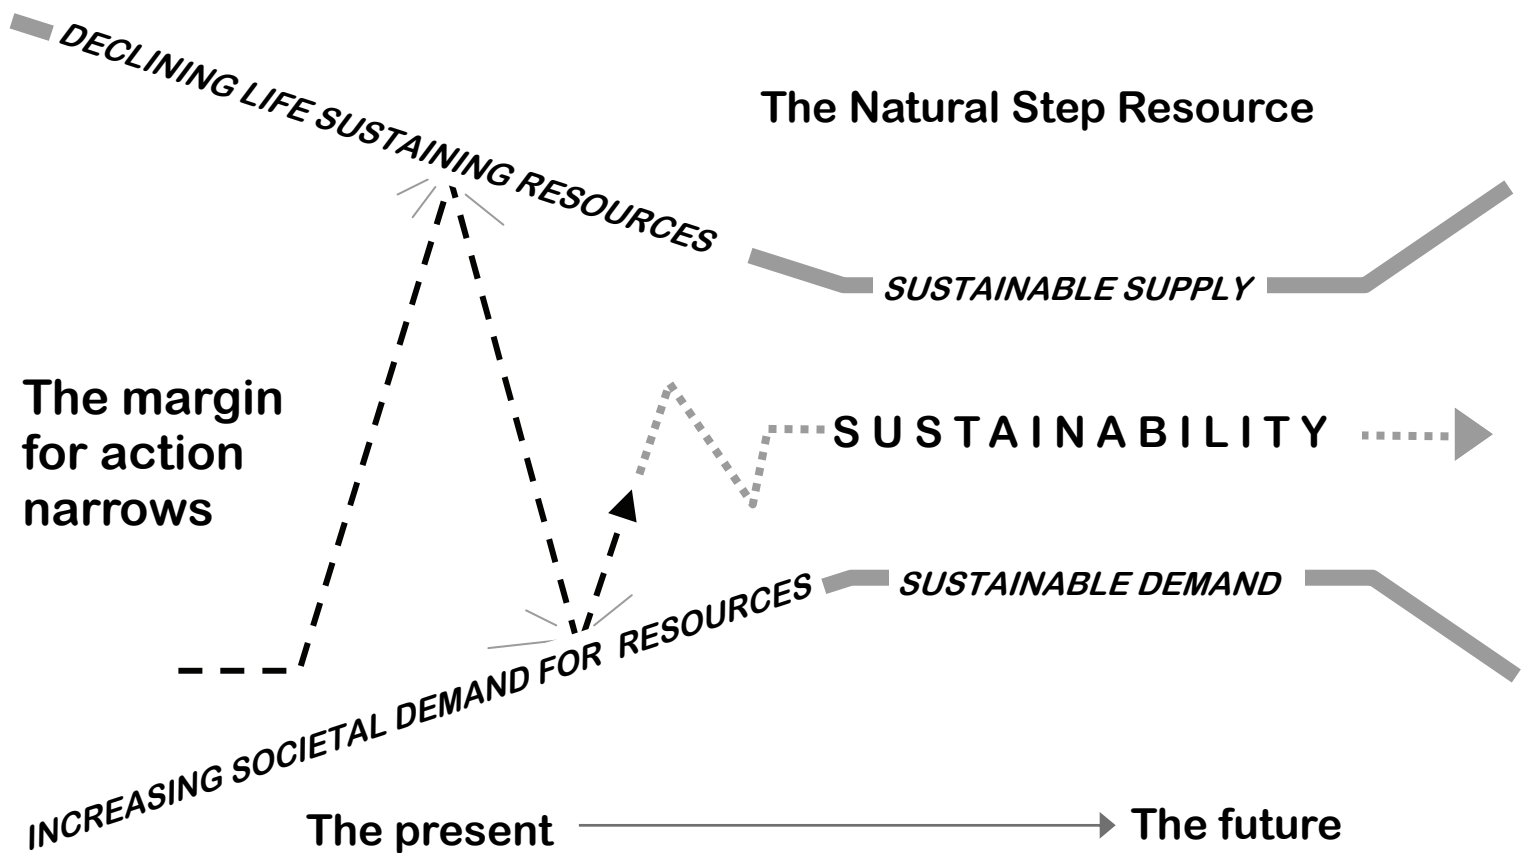 DECLINING LIFE SUSTAINING RESOURCES
The Natural Step Resource
SUSTAINABLE SUPPLY
The margin
for action
narrows
SUSTAINABILITY
SUSTAINABLE DEMAND
INCREASING SOCIETAL DEMAND FOR RESOURCES
The present
The future